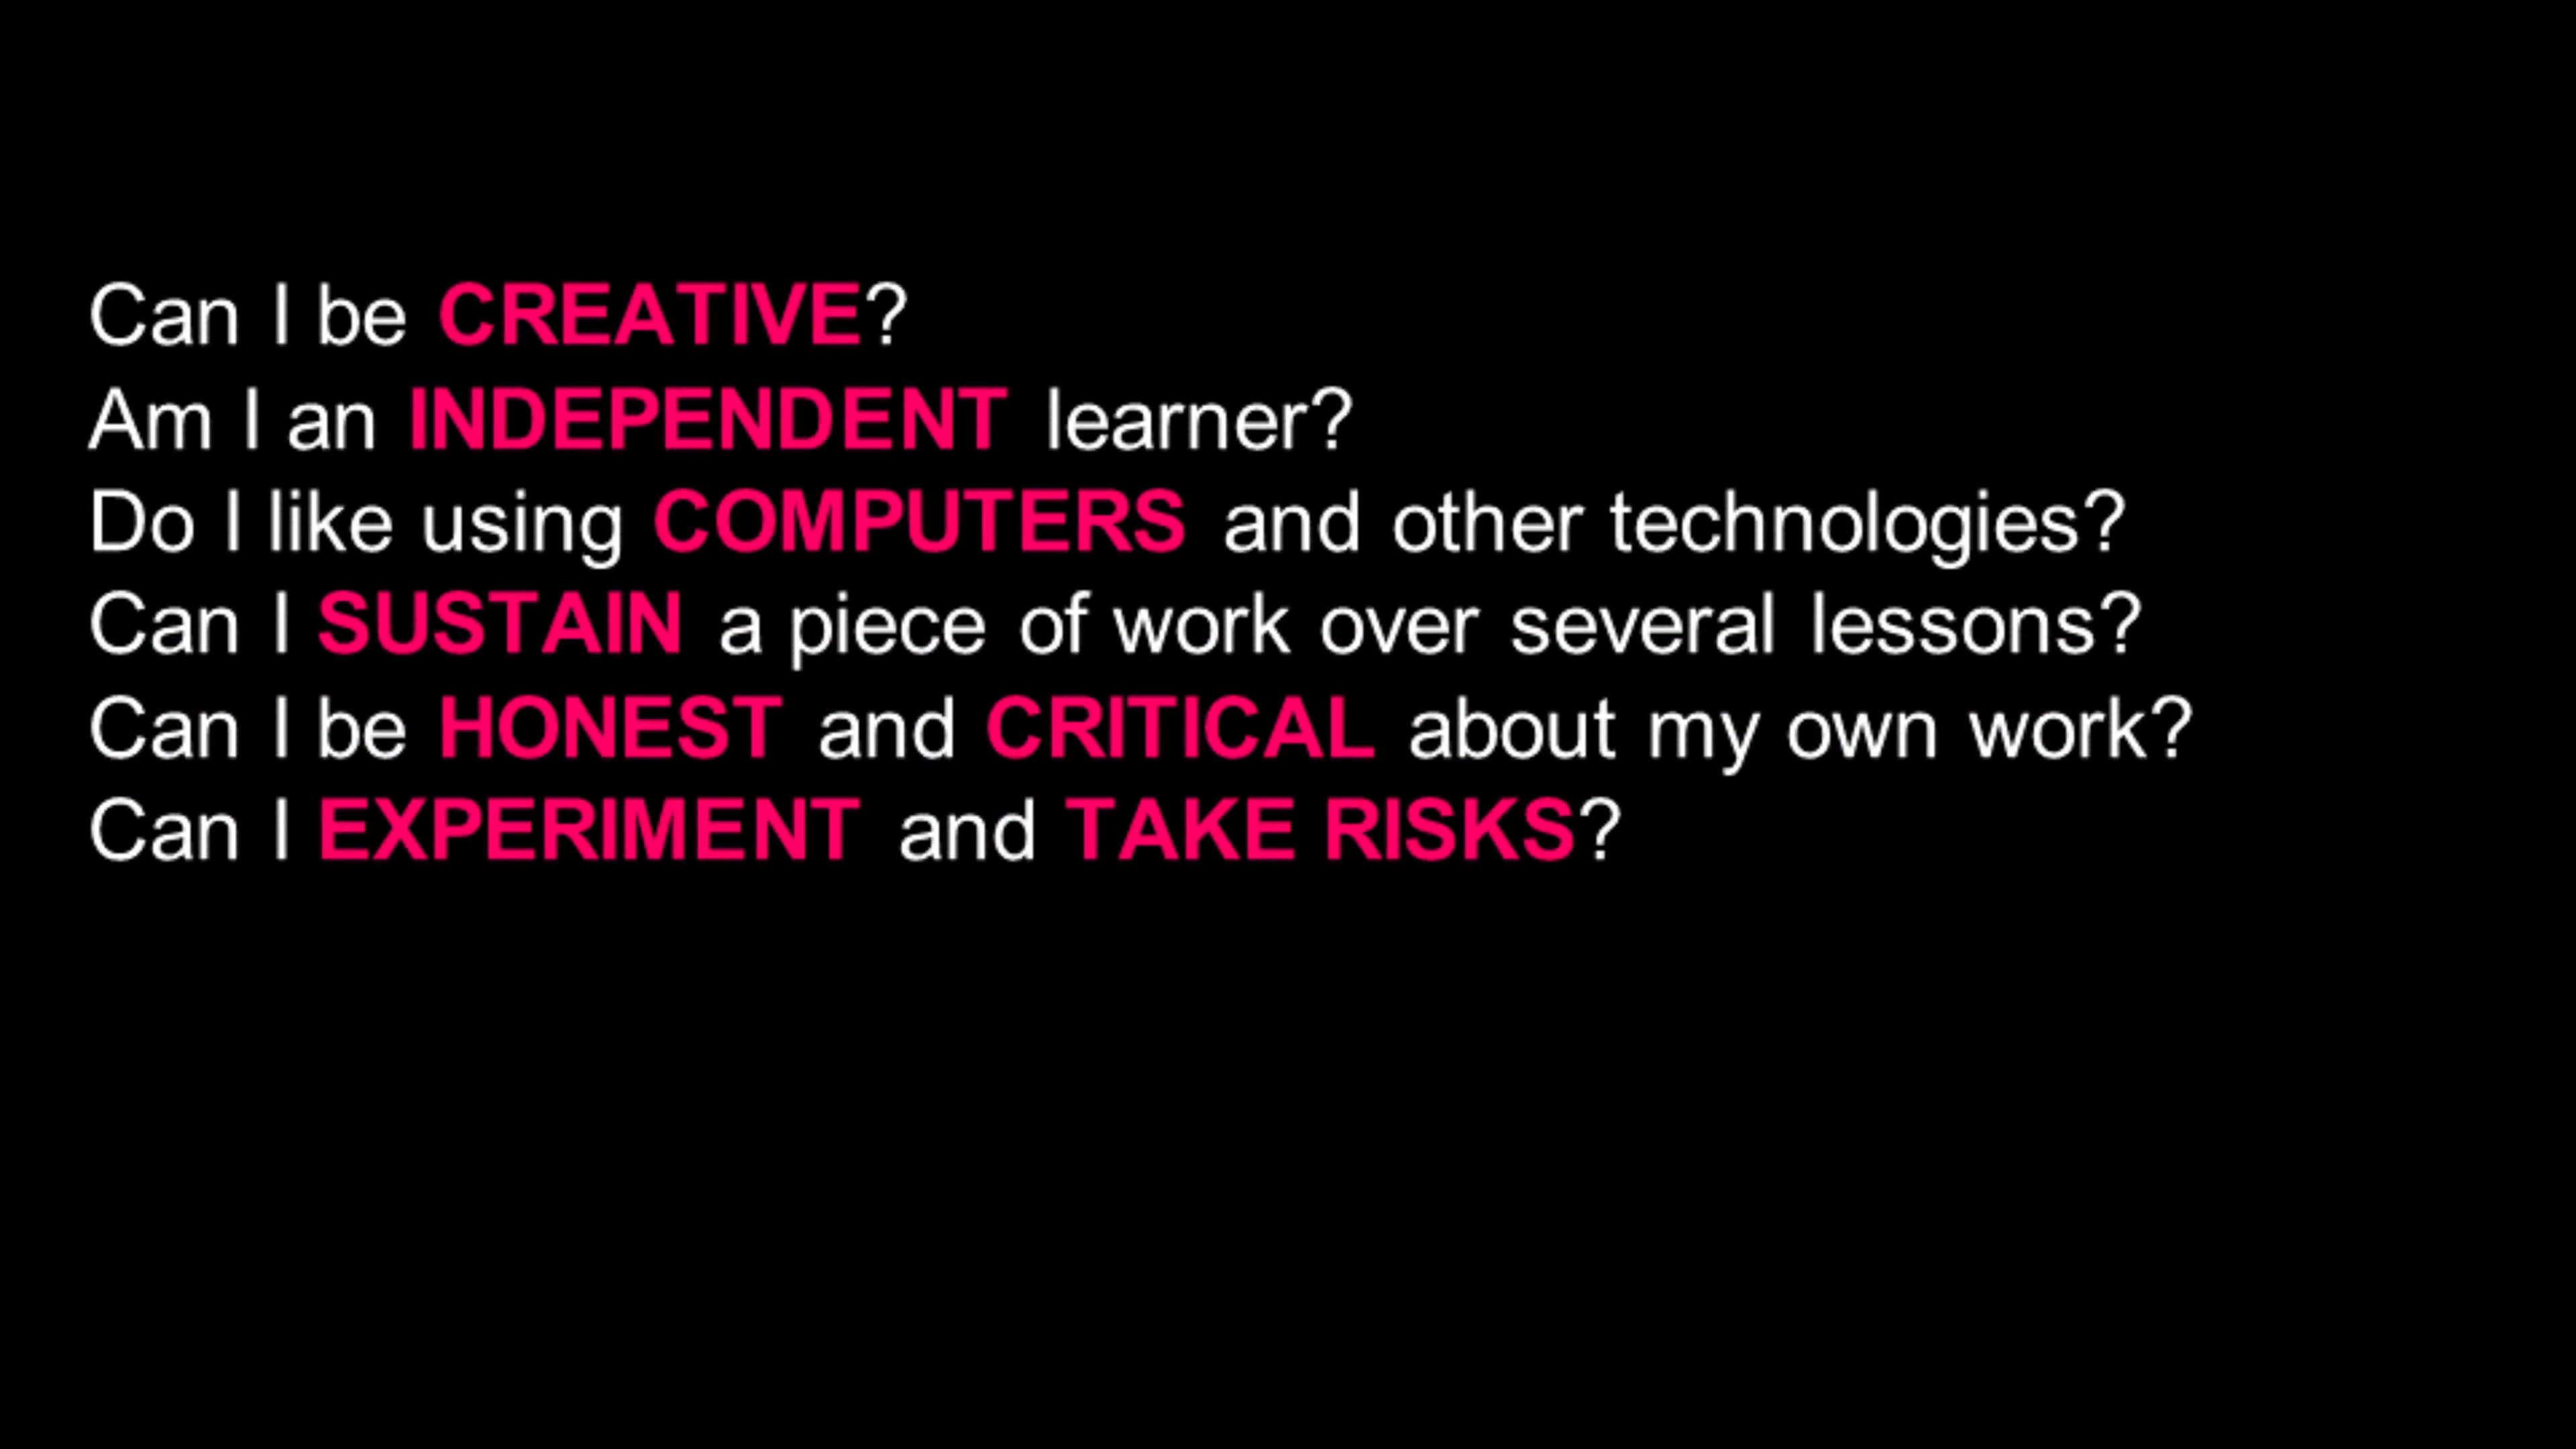 Can I be CREATIVE?
Am I an INDEPENDENT learner?
Do I like using COMPUTERS and other technologies?
Can I SUSTAIN a piece of work over several lessons?
Can I be HONEST and CRITICAL about my own work?
Can I EXPERIMENT and TAKE RISKS?